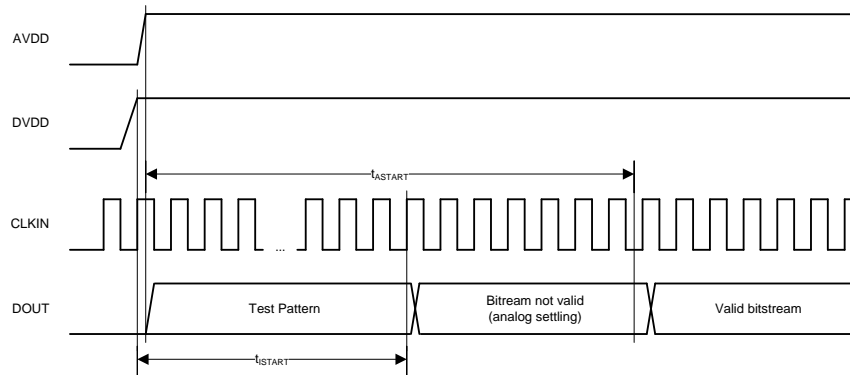 AVDD
DVDD
tASTART
CLKIN
...
DOUT
Test Pattern
Bitream not valid
(analog settling)
Valid bitstream
tISTART